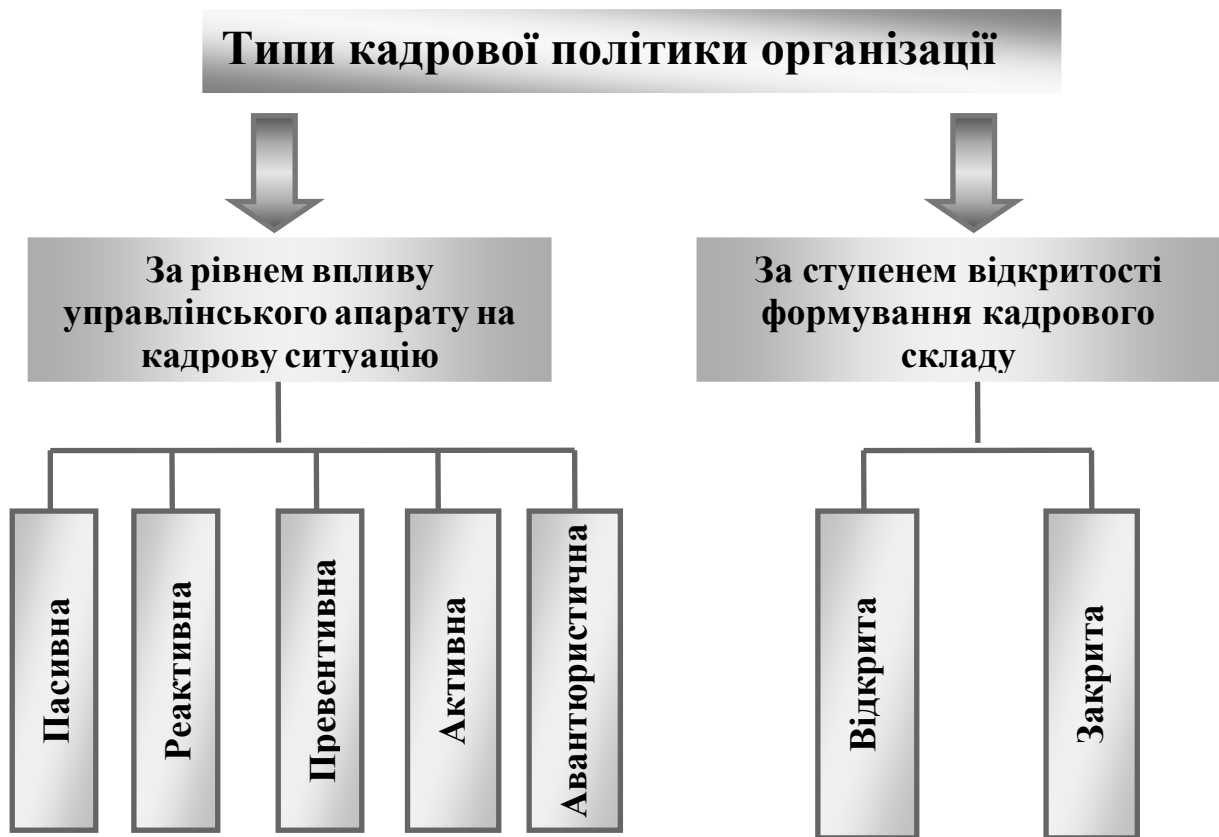 Типи кадрової політики організації
За рівнем впливу
управлінського апарату на
кадрову ситуацію
За ступенем відкритості
формування кадрового
складу
Пасивна
Реактивна
Превентивна
Активна
Авантюристична
Відкрита
Закрита